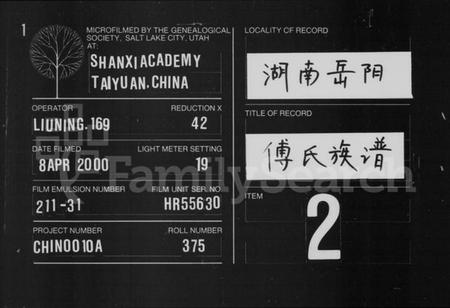 1
MICROFILMED BY THE GENEALOGICAL
SOCIETY, SALT LAKE CITY, UTAH
AT:
SHANXI ACADEMY
TAIYUAN.CHINA
OPERATOR REDUCTION X
LIUNING.169 42
DATE FILMED LIGHT METER SETTING
8APR 2000 19
FILM EMULSION NUMBER FILM UNIT SER. NO.
211-31 HR55630
PROJECT NUMBER ROLL NUMBER
CHINO010A 375
LOCALITY OF RECORD
湖南岳阳
TITLE OF RECORD
傅氏族谱
ITEM
2
FamilySearch